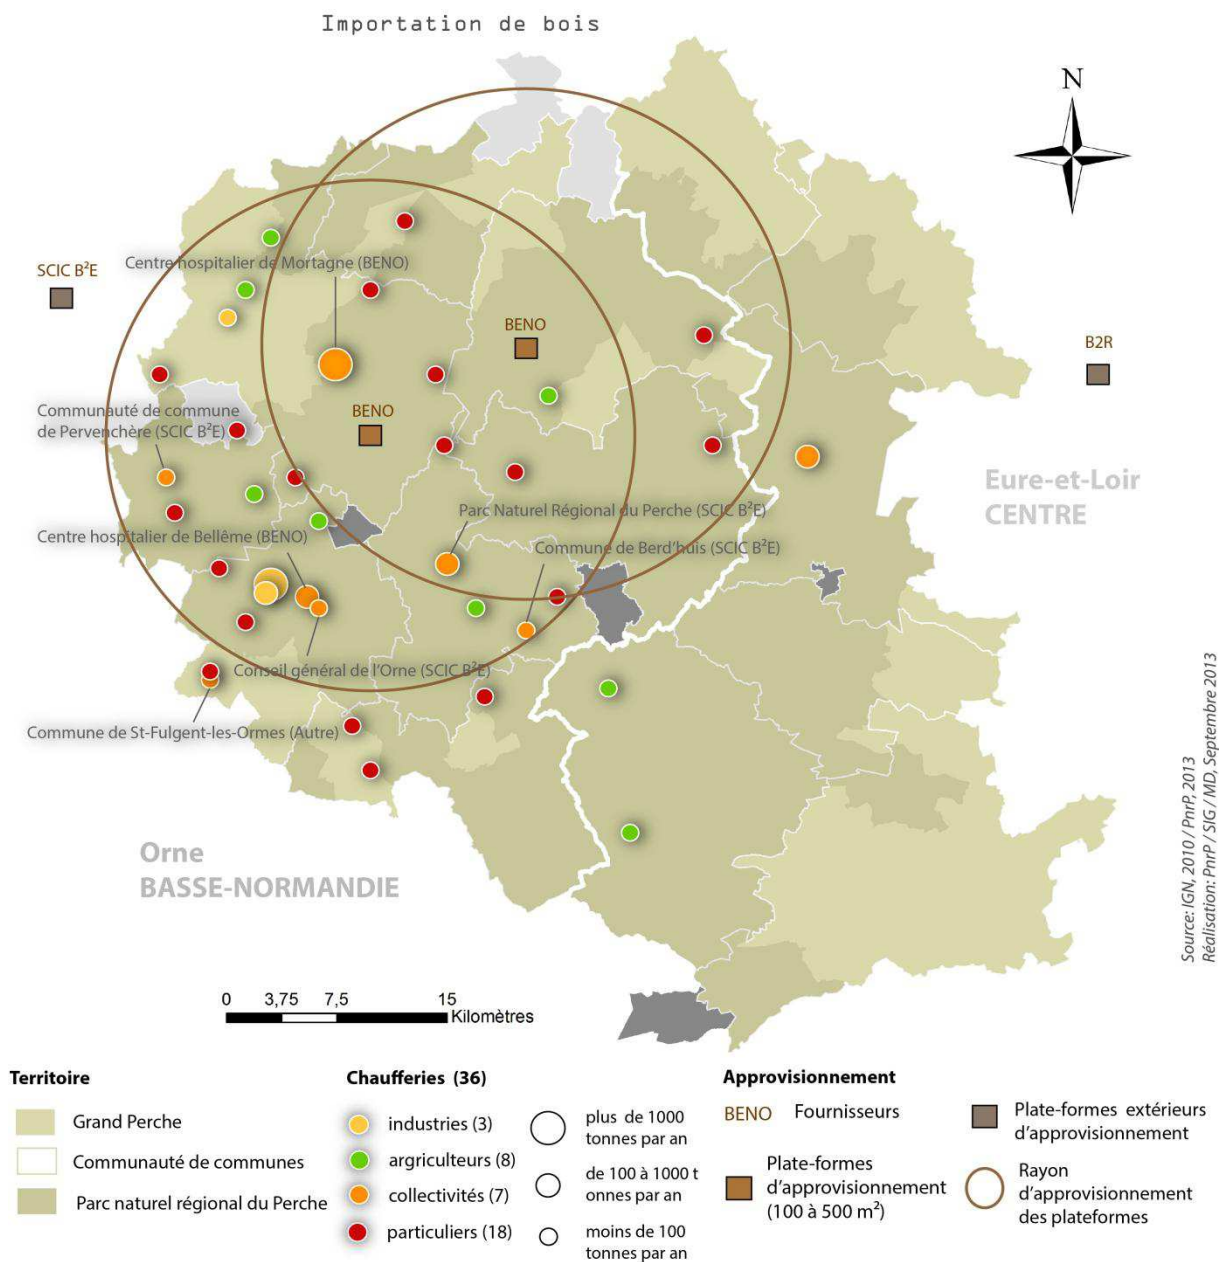 Importation de bois
N
SCIC B²E
Centre hospitalier de Mortagne (BENO)
BENO
B2R
Communauté de commune
de Pervenchère (SCIC B²E)
BENO
Eure-et-Loir
CENTRE
Parc Naturel Régional du Perche (SCIC B²E)
Centre hospitalier de Bellême (BENO)
Commune de Berd'huis (SCIC B²E)
Conseil général de l'Orne (SCIC B²E)
Commune de St-Fulgent-les-Ormes (Autre)
Orne
BASSE-NORMANDIE
Source: IGN, 2010 / PnrP, 2013
Réalisation: PnrP / SIG / MD, Septembre 2013
0 3,75 7,5 15
Kilomètres
Territoire
Grand Perche
Communauté de communes
Parc naturel régional du Perche
Chaufferies (36)
industries (3)
argriculteurs (8)
collectivités (7)
particuliers (18)
plus de 1000
tonnes par an
de 100 à 1000 t
onnes par an
moins de 100
tonnes par an
Approvisionnement
BENO Fournisseurs
Plate-formes
d'approvisionnement
(100 à 500 m²)
Plate-formes extérieurs
d'approvisionnement
Rayon
d'approvisionnement
des plateformes